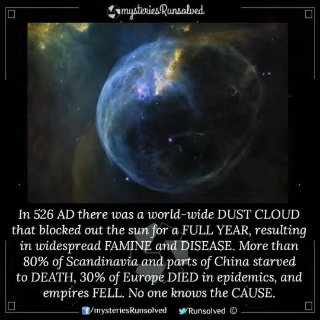 mysteriesRunsolved
In 526 AD there was a world-wide DUST CLOUD
that blocked out the sun for a FULL YEAR, resulting
in widespread FAMINE and DISEASE. More than
80% of Scandinavia and parts of China starved
to DEATH, 30% of Europe DIED in epidemics, and
empires FELL. No one knows the CAUSE.
/mysteriesRunsolved /Runsolved ©